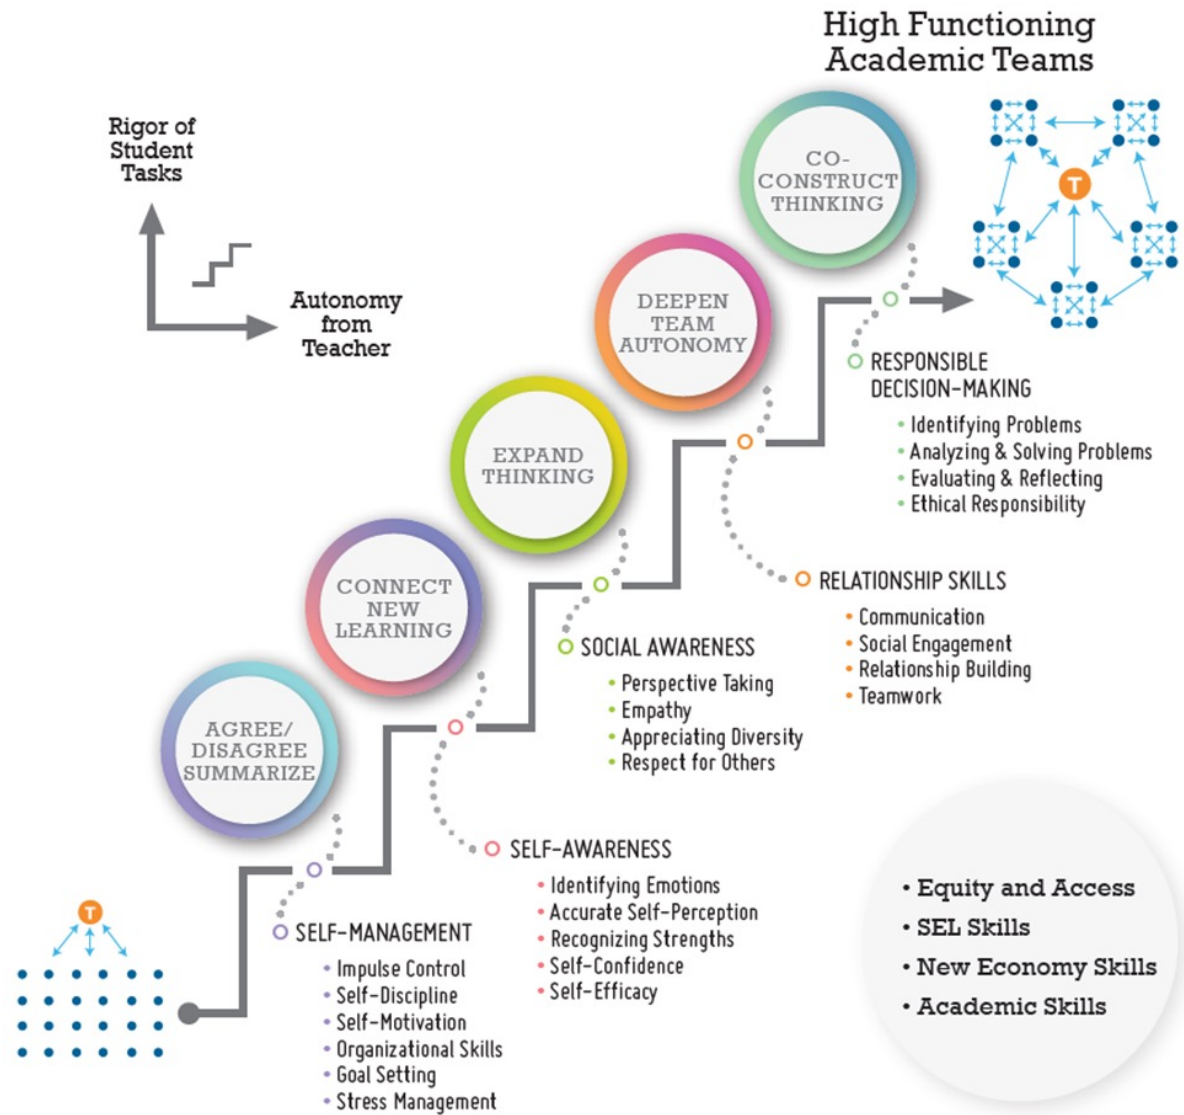 High Functioning
Academic Teams
Rigor of
Student
Tasks
Autonomy
from
Teacher
CO-
CONSTRUCT
THINKING
T
DEEPEN
TEAM
AUTONOMY
RESPONSIBLE
DECISION-MAKING
• Identifying Problems
• Analyzing & Solving Problems
• Evaluating & Reflecting
• Ethical Responsibility
EXPAND
THINKING
RELATIONSHIP SKILLS
• Communication
• Social Engagement
• Relationship Building
• Teamwork
CONNECT
NEW
LEARNING
SOCIAL AWARENESS
• Perspective Taking
• Empathy
• Appreciating Diversity
• Respect for Others
AGREE/
DISAGREE
SUMMARIZE
SELF-AWARENESS
• Identifying Emotions
• Accurate Self-Perception
• Recognizing Strengths
• Self-Confidence
• Self-Efficacy
T
SELF-MANAGEMENT
• Impulse Control
• Self-Discipline
• Self-Motivation
• Organizational Skills
• Goal Setting
• Stress Management
• Equity and Access
• SEL Skills
• New Economy Skills
• Academic Skills